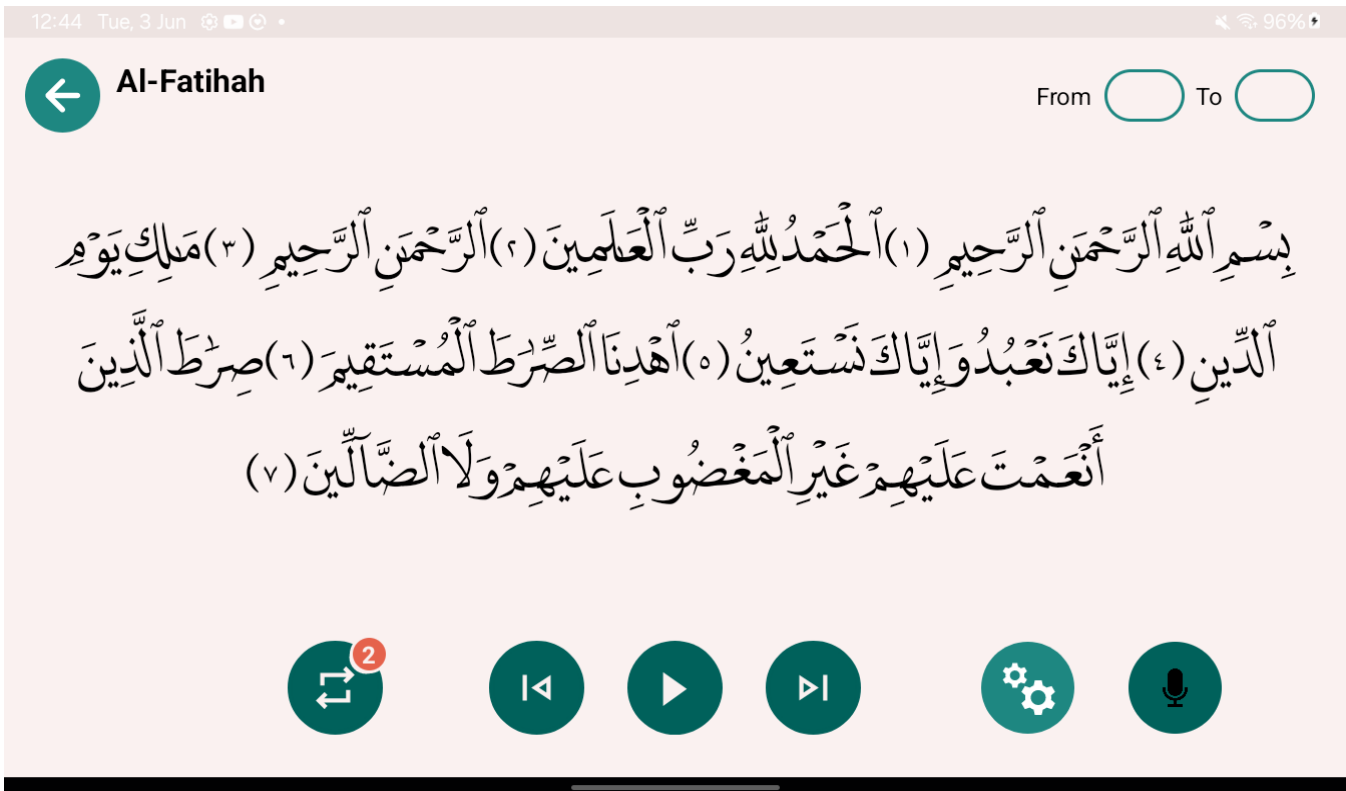 12:44 Tue, 3 Jun
96%
Al-Fatihah
From To
بِسۡمِ ٱللَّهِ ٱلرَّحۡمَٰنِ ٱلرَّحِيمِ (١) ٱلۡحَمۡدُ لِلَّهِ رَبِّ ٱلۡعَٰلَمِينَ (٢) ٱلرَّحۡمَٰنِ ٱلرَّحِيمِ (٣) مَٰلِكِ يَوۡمِ
ٱلدِّينِ (٤) إِيَّاكَ نَعۡبُدُ وَإِيَّاكَ نَسۡتَعِينُ (٥) ٱهۡدِنَا ٱلصِّرَٰطَ ٱلۡمُسۡتَقِيمَ (٦) صِرَٰطَ ٱلَّذِينَ
أَنۡعَمۡتَ عَلَيۡهِمۡ غَيۡرِ ٱلۡمَغۡضُوبِ عَلَيۡهِمۡ وَلَا ٱلضَّآلِّينَ (٧)
2